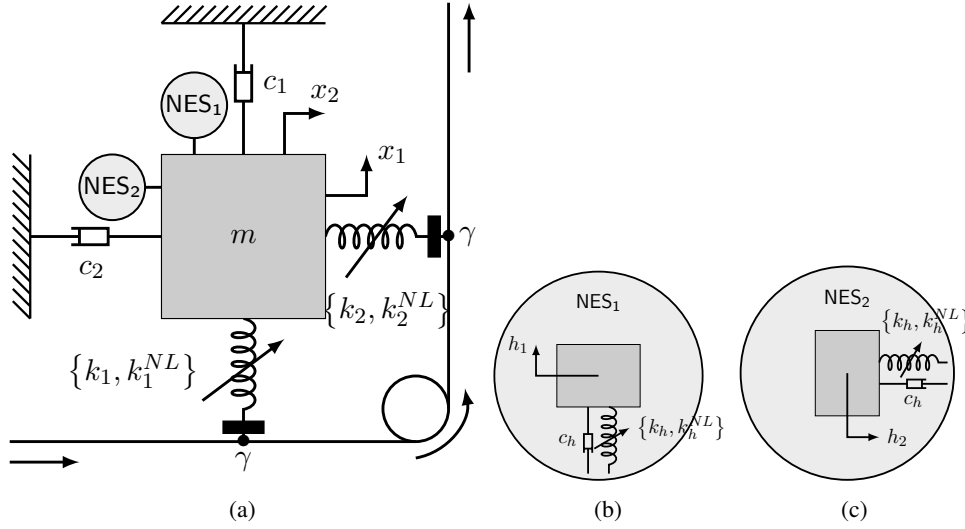 c₁
x₂
NES₁
x₁
NES₂
m
γ
c₂
{k₂, k₂^{NL}}
{k₁, k₁^{NL}}
γ
NES₁
h₁
c_h
{k_h, k_h^{NL}}
NES₂
{k_h, k_h^{NL}}
c_h
h₂
(a)
(b)
(c)